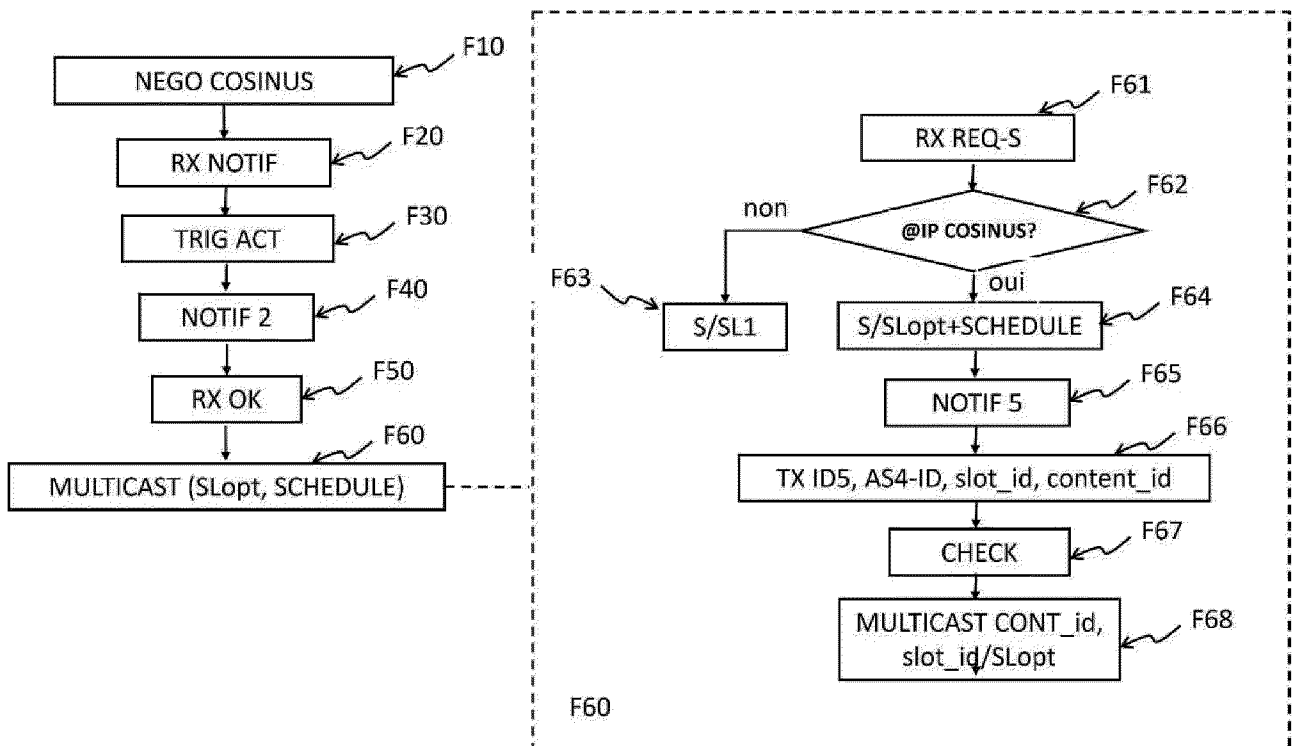 F10
NEGO COSINUS
F20
RX NOTIF
F30
TRIG ACT
F40
NOTIF 2
F50
RX OK
F60
MULTICAST (SLopt, SCHEDULE)
F61
RX REQ-S
F62
non
@IP COSINUS?
F63
oui
S/SL1
F64
S/SLopt+SCHEDULE
F65
NOTIF 5
F66
TX ID5, AS4-ID, slot_id, content_id
F67
CHECK
MULTICAST CONT_id,
slot_id/SLopt
F68
F60